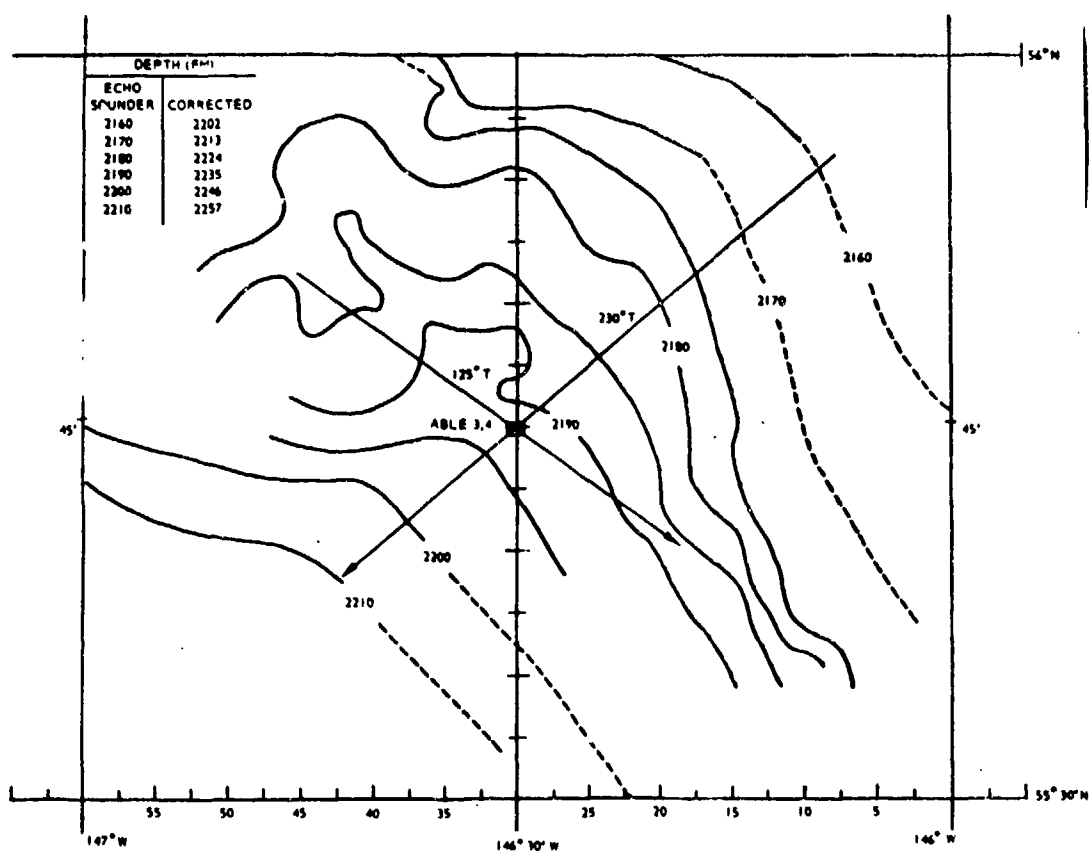 56° N
DEPTH (FM)
ECHO SOUNDER CORRECTED
2160 2202
2170 2213
2180 2224
2190 2235
2200 2246
2210 2257
2160
2170
230° T
2180
125° T
ABLE 3,4
2190
45'
45'
2200
2210
55 50 45 40 35 25 20 15 10 5
55° 30'N
147° W
146° 30' W
146° W